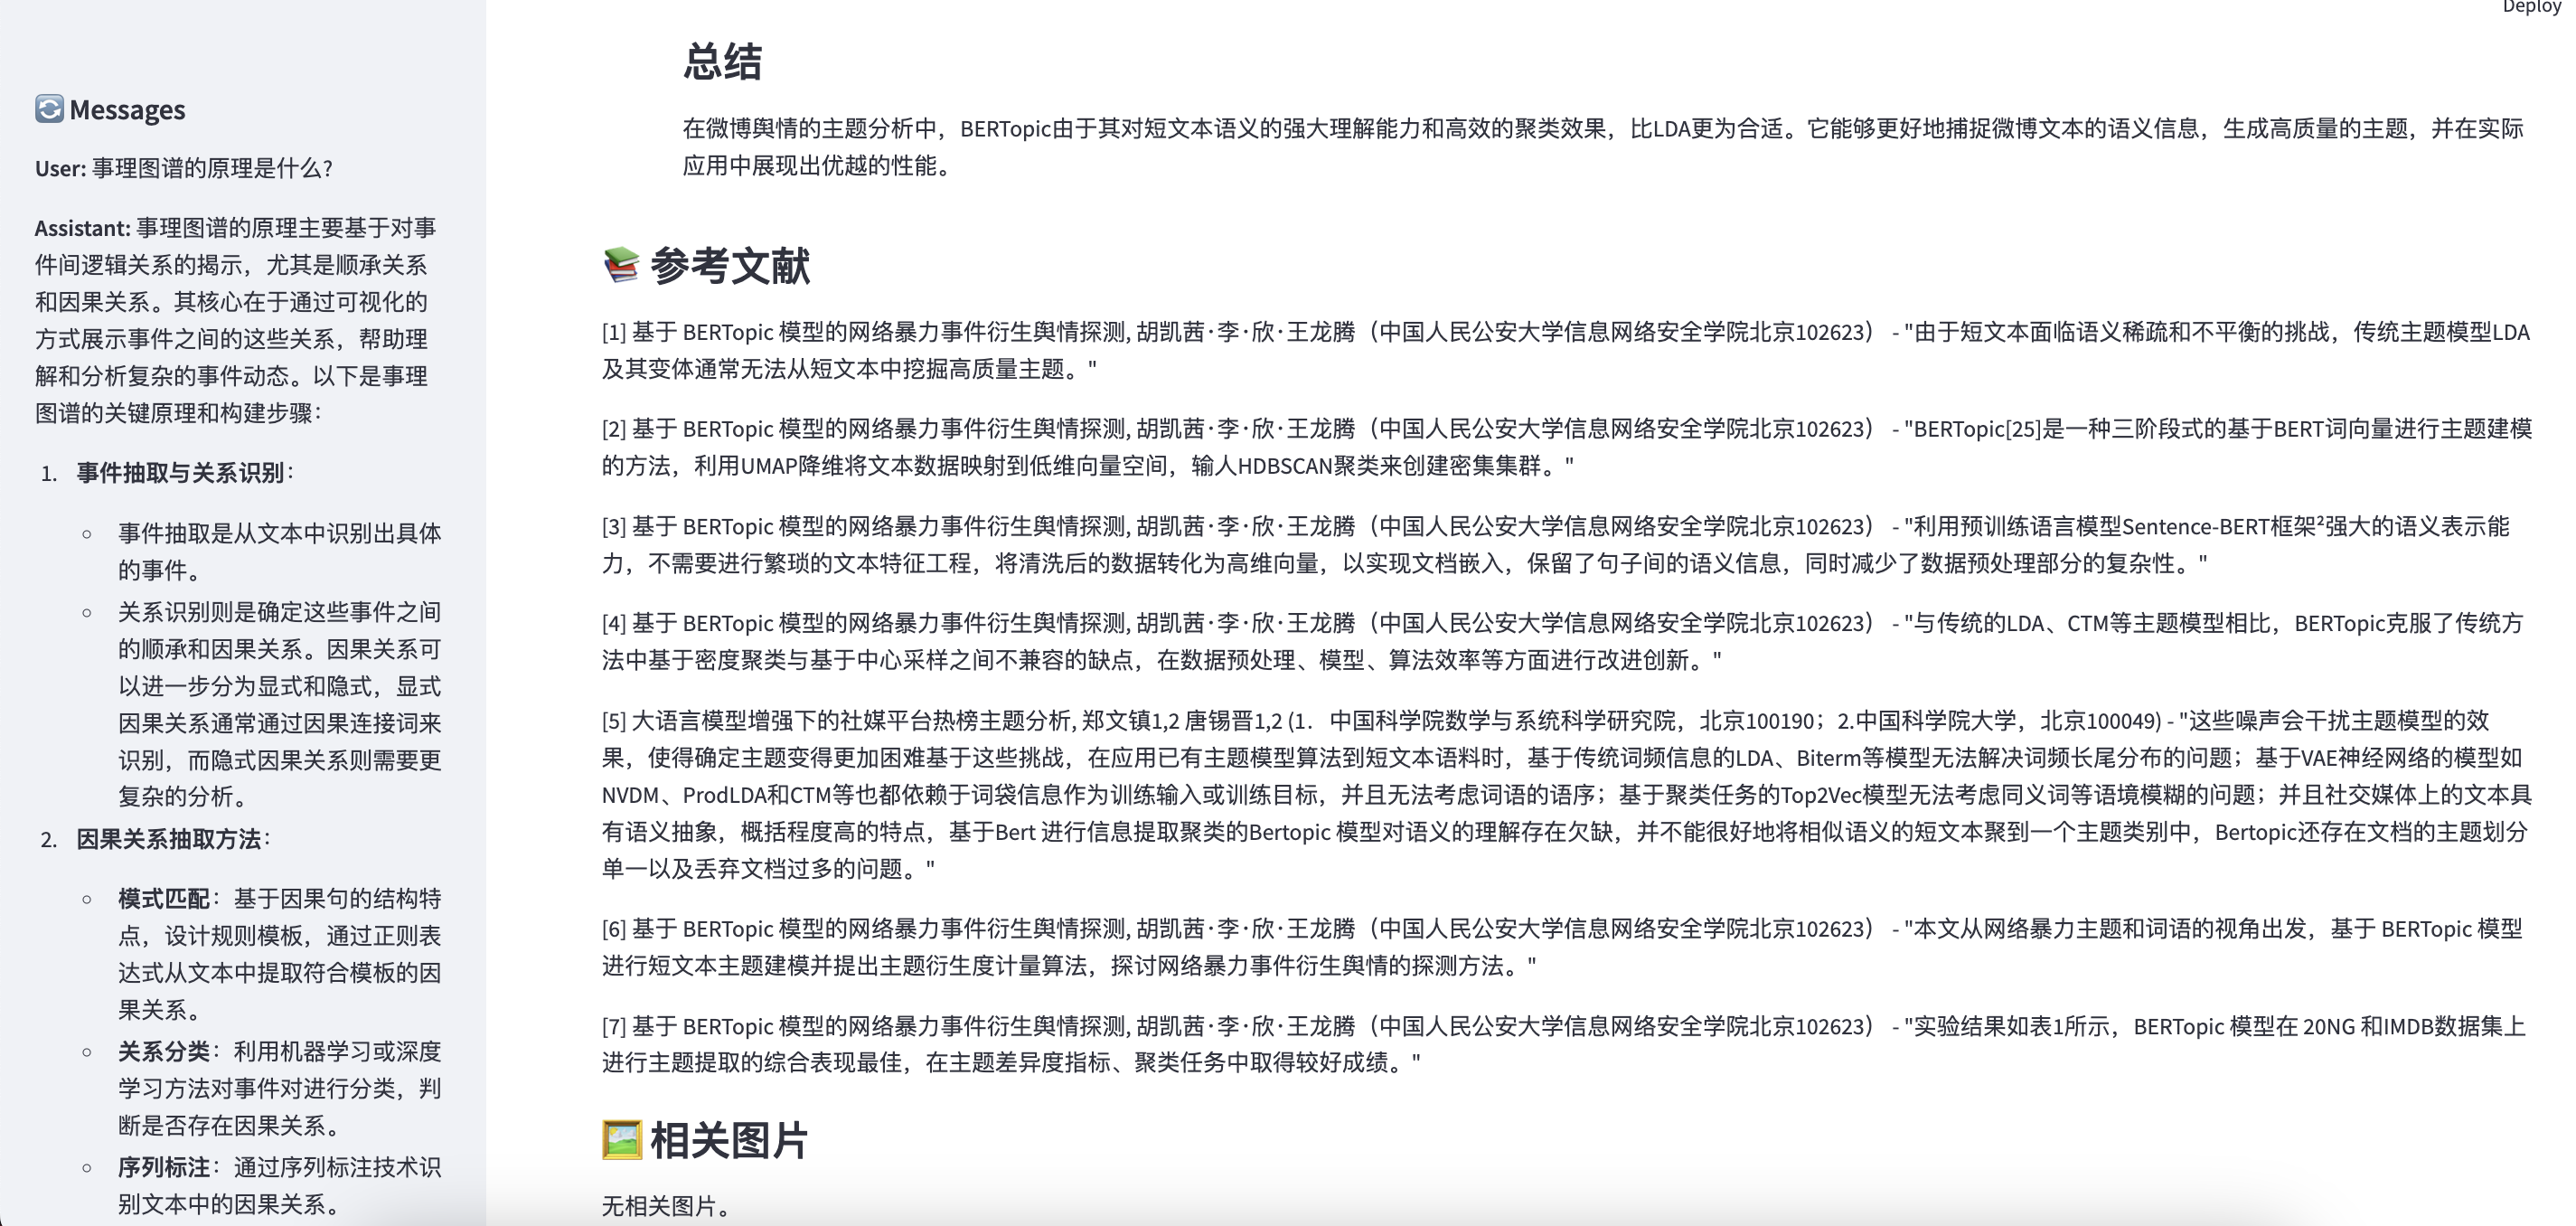 Deploy
Messages
User: 事理图谱的原理是什么?
Assistant: 事理图谱的原理主要基于对事
件间逻辑关系的揭示，尤其是顺承关系
和因果关系。其核心在于通过可视化的
方式展示事件之间的这些关系，帮助理
解和分析复杂的事件动态。以下是事理
图谱的关键原理和构建步骤：
1. 事件抽取与关系识别：
事件抽取是从文本中识别出具体
的事件。
关系识别则是确定这些事件之间
的顺承和因果关系。因果关系可
以进一步分为显式和隐式，显式
因果关系通常通过因果连接词来
识别，而隐式因果关系则需要更
复杂的分析。
2. 因果关系抽取方法：
模式匹配：基于因果句的结构特
点，设计规则模板，通过正则表
达式从文本中提取符合模板的因
果关系。
关系分类：利用机器学习或深度
学习方法对事件对进行分类，判
断是否存在因果关系。
序列标注：通过序列标注技术识
别文本中的因果关系。
总结
在微博舆情的主题分析中，BERTopic由于其对短文本语义的强大理解能力和高效的聚类效果，比LDA更为合适。它能够更好地捕捉微博文本的语义信息，生成高质量的主题，并在实际
应用中展现出优越的性能。
参考文献
[1] 基于 BERTopic 模型的网络暴力事件衍生舆情探测, 胡凯茜·李·欣·王龙腾（中国人民公安大学信息网络安全学院北京102623） - "由于短文本面临语义稀疏和不平衡的挑战，传统主题模型LDA
及其变体通常无法从短文本中挖掘高质量主题。"
[2] 基于 BERTopic 模型的网络暴力事件衍生舆情探测, 胡凯茜·李·欣·王龙腾（中国人民公安大学信息网络安全学院北京102623） - "BERTopic[25]是一种三阶段式的基于BERT词向量进行主题建模
的方法，利用UMAP降维将文本数据映射到低维向量空间，输人HDBSCAN聚类来创建密集集群。"
[3] 基于 BERTopic 模型的网络暴力事件衍生舆情探测, 胡凯茜·李·欣·王龙腾（中国人民公安大学信息网络安全学院北京102623） - "利用预训练语言模型Sentence-BERT框架²强大的语义表示能
力，不需要进行繁琐的文本特征工程，将清洗后的数据转化为高维向量，以实现文档嵌入，保留了句子间的语义信息，同时减少了数据预处理部分的复杂性。"
[4] 基于 BERTopic 模型的网络暴力事件衍生舆情探测, 胡凯茜·李·欣·王龙腾（中国人民公安大学信息网络安全学院北京102623） - "与传统的LDA、CTM等主题模型相比，BERTopic克服了传统方
法中基于密度聚类与基于中心采样之间不兼容的缺点，在数据预处理、模型、算法效率等方面进行改进创新。"
[5] 大语言模型增强下的社媒平台热榜主题分析, 郑文镇1,2 唐锡晋1,2 (1. 中国科学院数学与系统科学研究院，北京100190；2.中国科学院大学，北京100049) - "这些噪声会干扰主题模型的效
果，使得确定主题变得更加困难基于这些挑战，在应用已有主题模型算法到短文本语料时，基于传统词频信息的LDA、Biterm等模型无法解决词频长尾分布的问题；基于VAE神经网络的模型如
NVDM、ProdLDA和CTM等也都依赖于词袋信息作为训练输入或训练目标，并且无法考虑词语的语序；基于聚类任务的Top2Vec模型无法考虑同义词等语境模糊的问题；并且社交媒体上的文本具
有语义抽象，概括程度高的特点，基于Bert 进行信息提取聚类的Bertopic 模型对语义的理解存在欠缺，并不能很好地将相似语义的短文本聚到一个主题类别中，Bertopic还存在文档的主题划分
单一以及丢弃文档过多的问题。"
[6] 基于 BERTopic 模型的网络暴力事件衍生舆情探测, 胡凯茜·李·欣·王龙腾（中国人民公安大学信息网络安全学院北京102623） - "本文从网络暴力主题和词语的视角出发，基于 BERTopic 模型
进行短文本主题建模并提出主题衍生度计量算法，探讨网络暴力事件衍生舆情的探测方法。"
[7] 基于 BERTopic 模型的网络暴力事件衍生舆情探测, 胡凯茜·李·欣·王龙腾（中国人民公安大学信息网络安全学院北京102623） - "实验结果如表1所示，BERTopic 模型在 20NG 和IMDB数据集上
进行主题提取的综合表现最佳，在主题差异度指标、聚类任务中取得较好成绩。"
相关图片
无相关图片。